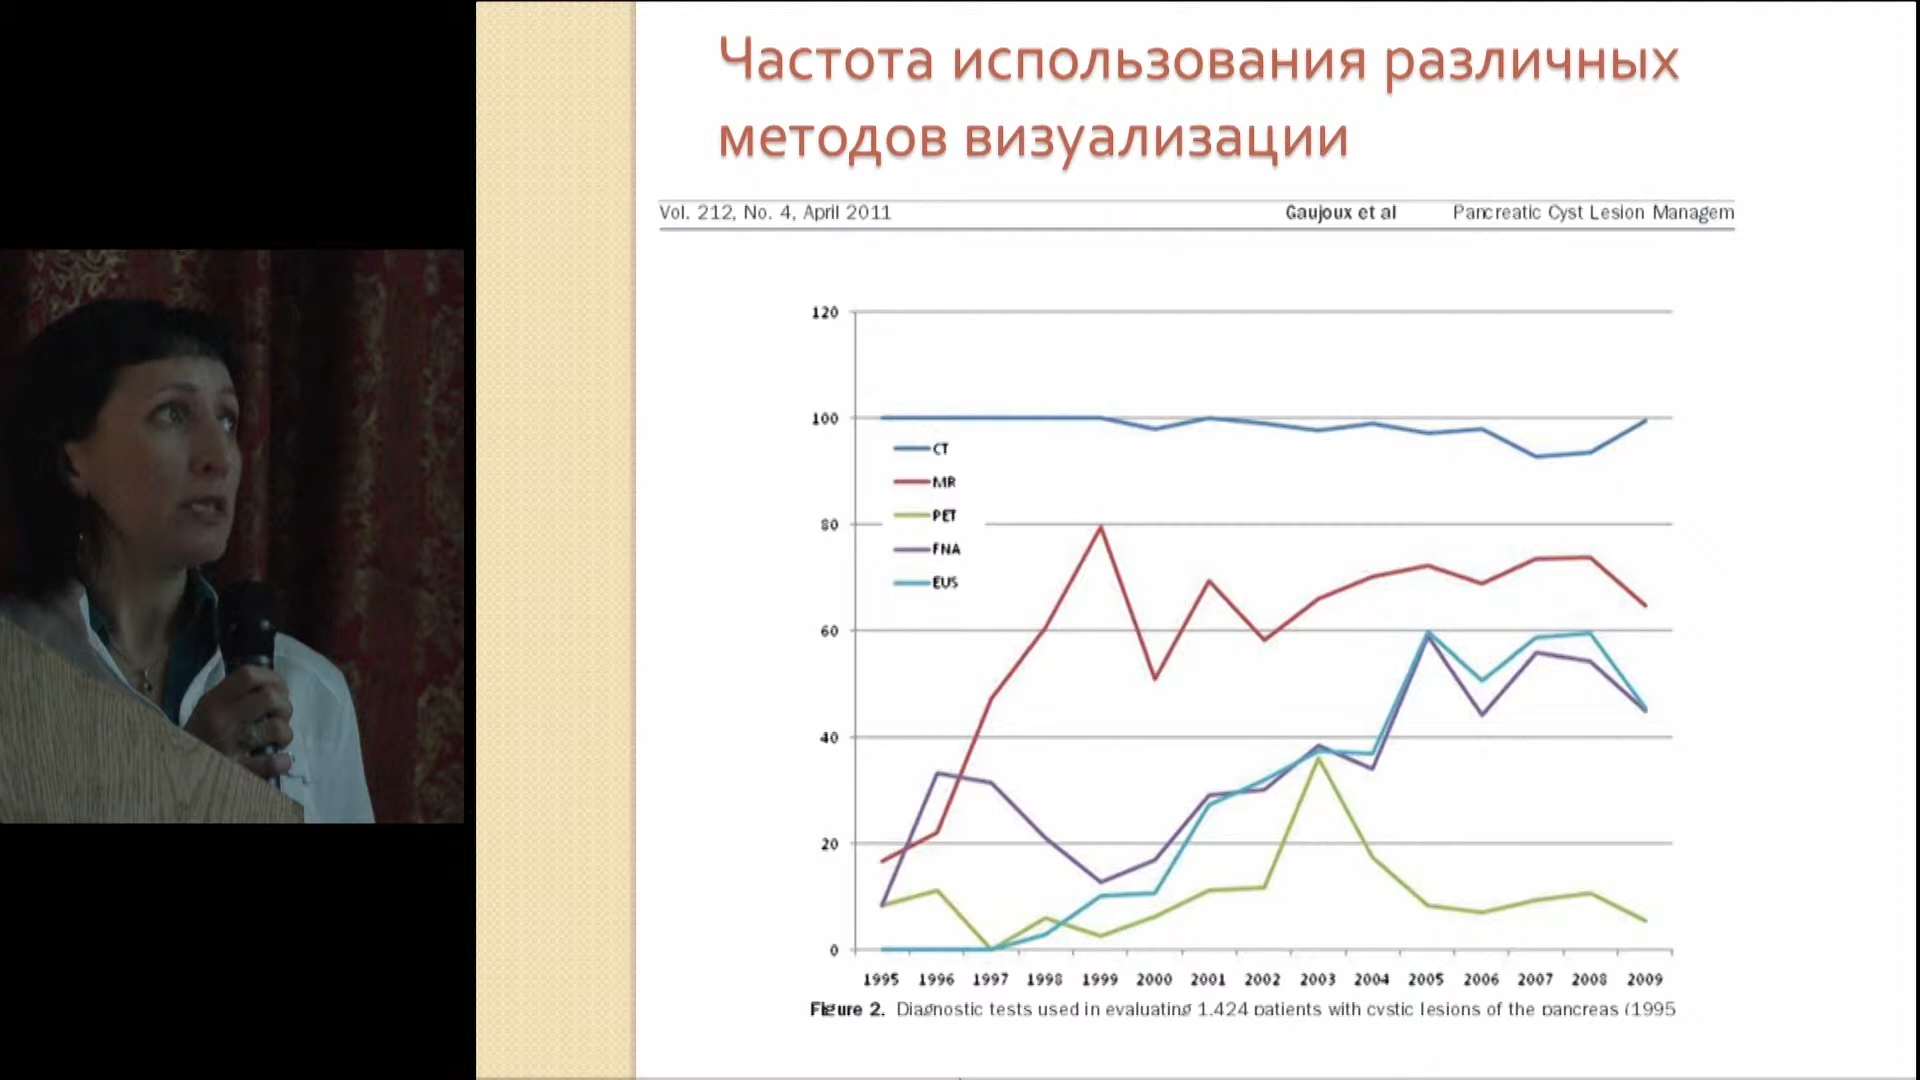 Частота использования различных
методов визуализации
Vol. 212, No. 4, April 2011 Gaujoux et al Pancreatic Cyst Lesion Managem
120
100
80
60
40
20
0
CT
MR
PET
FNA
EUS
1995 1996 1997 1998 1999 2000 2001 2002 2003 2004 2005 2006 2007 2008 2009
Figure 2. Diagnostic tests used in evaluating 1,424 patients with cystic lesions of the pancreas (1995